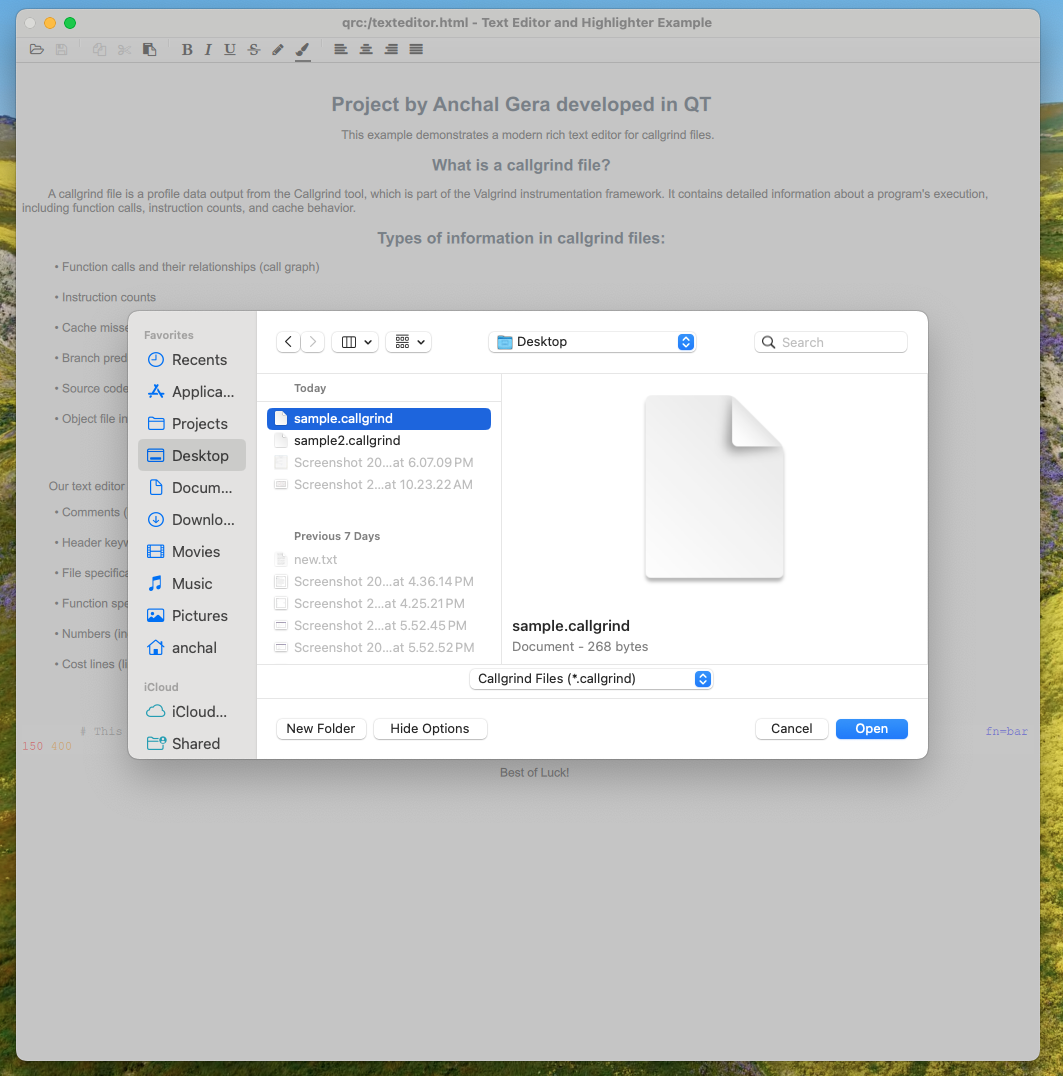 qrc:/texteditor.html - Text Editor and Highlighter Example
B I U S
Project by Anchal Gera developed in QT
This example demonstrates a modern rich text editor for callgrind files.
What is a callgrind file?
A callgrind file is a profile data output from the Callgrind tool, which is part of the Valgrind instrumentation framework. It contains detailed information about a program's execution,
including function calls, instruction counts, and cache behavior.
Types of information in callgrind files:
• Function calls and their relationships (call graph)
• Instruction counts
• Cache misse
• Branch pred
• Source code
• Object file in
Our text editor
• Comments (
• Header keyw
• File specifica
• Function spe
• Numbers (in
• Cost lines (li
# This
fn=bar
150 400
Best of Luck!
Favorites
Recents
Applica...
Projects
Desktop
Docum...
Downlo...
Movies
Music
Pictures
anchal
iCloud
iCloud...
Shared
Desktop
Search
Today
sample.callgrind
sample2.callgrind
Screenshot 20...at 6.07.09 PM
Screenshot 2...at 10.23.22 AM
Previous 7 Days
new.txt
Screenshot 20...at 4.36.14 PM
Screenshot 2...at 4.25.21 PM
Screenshot 2...at 5.52.45 PM
Screenshot 20...at 5.52.52 PM
sample.callgrind
Document - 268 bytes
Callgrind Files (*.callgrind)
New Folder
Hide Options
Cancel
Open